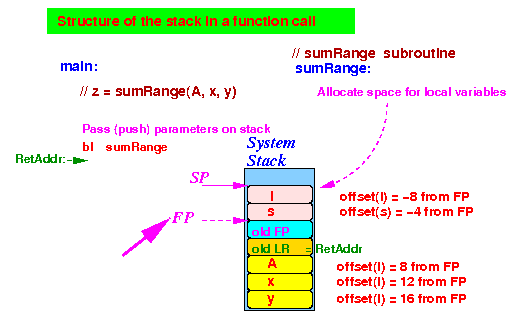 Structure of the stack in a function call
// sumRange subroutine
main:
sumRange:
// z = sumRange(A, x, y)
Allocate space for local variables
Pass (push) parameters on stack
bl sumRange
RetAddr:
System
Stack
SP
i offset(I) = -8 from FP
s offset(s) = -4 from FP
FP
old FP
old LR = RetAddr
A offset(I) = 8 from FP
x offset(I) = 12 from FP
y offset(I) = 16 from FP